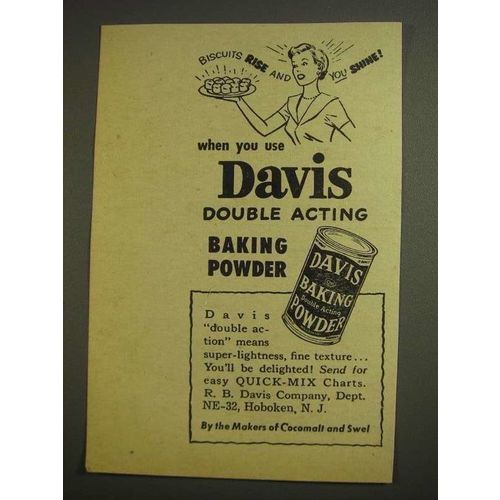 BISCUITS RISE AND YOU SHINE!
when you use
Davis
DOUBLE ACTING
BAKING
POWDER
DAVIS
BAKING
Double Acting
POWDER
Davis
"double ac-
tion" means
super-lightness, fine texture...
You'll be delighted! Send for
easy QUICK-MIX Charts.
R. B. Davis Company, Dept.
NE-32, Hoboken, N. J.
By the Makers of Cocomalt and Swel